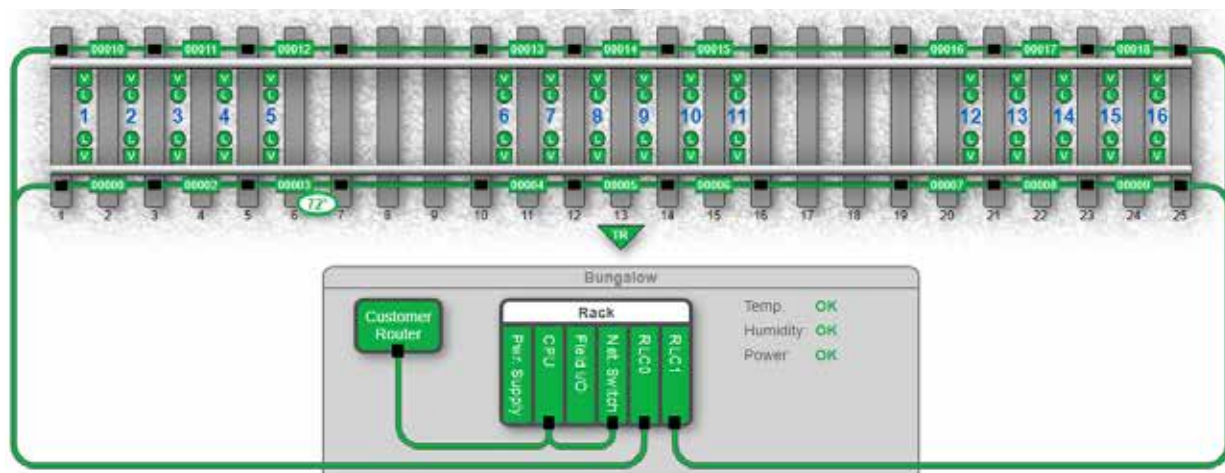 00010 00011 00012 00013 00014 00015 00016 00017 00018
V V V V V V V V V V V V V V V V
L L L L L L L L L L L L L L L L
1 2 3 4 5 6 7 8 9 10 11 12 13 14 15 16
L L L L L L L L L L L L L L L L
V V V V V V V V V V V V V V V V
00000 00002 00003 00004 00005 00006 00007 00008 00009
77°
1 2 3 4 5 6 7 8 9 10 11 12 13 14 15 16 17 18 19 20 21 22 23 24 25
TR
Bungalow
Customer
Router
Rack
Pwr. Supply
CPU
Field I/O
Net. Switch
RLC0
RLC1
Temp. OK
Humidity OK
Power OK